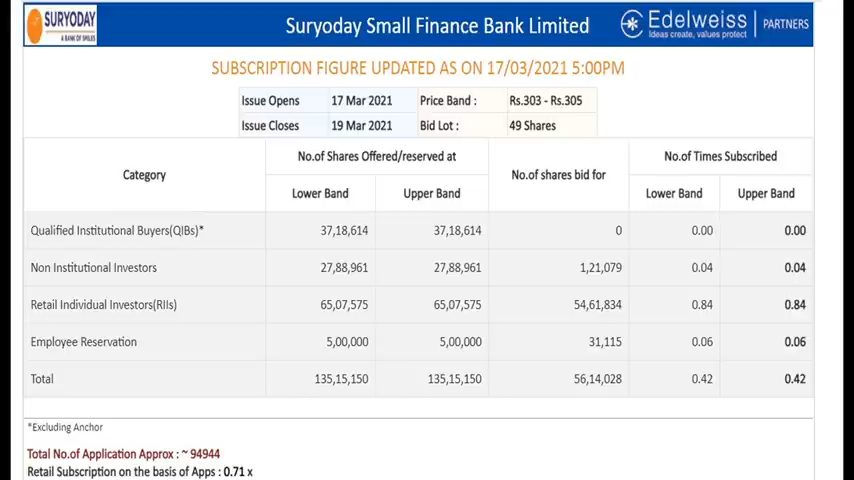 SURYODAY
A BANK OF SMILES
Suryoday Small Finance Bank Limited
Edelweiss
Ideas create, values protect
PARTNERS
SUBSCRIPTION FIGURE UPDATED AS ON 17/03/2021 5:00PM
Issue Opens 17 Mar 2021 Price Band : Rs.303 - Rs.305
Issue Closes 19 Mar 2021 Bid Lot : 49 Shares
Category No.of Shares Offered/reserved at No.of shares bid for No.of Times Subscribed
Lower Band Upper Band Lower Band Upper Band
Qualified Institutional Buyers(QIBs)* 37,18,614 37,18,614 0 0.00 0.00
Non Institutional Investors 27,88,961 27,88,961 1,21,079 0.04 0.04
Retail Individual Investors(RIIs) 65,07,575 65,07,575 54,61,834 0.84 0.84
Employee Reservation 5,00,000 5,00,000 31,115 0.06 0.06
Total 135,15,150 135,15,150 56,14,028 0.42 0.42
*Excluding Anchor
Total No.of Application Approx : ~ 94944
Retail Subscription on the basis of Apps : 0.71 x